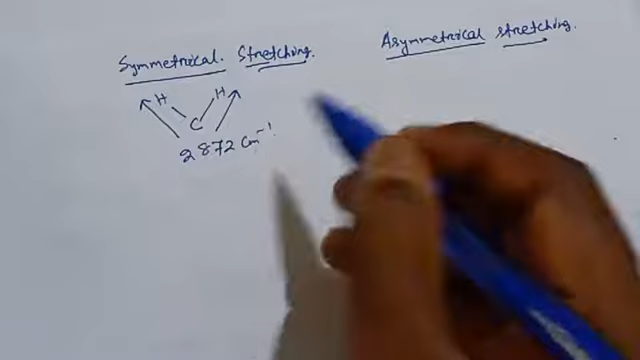 Symmetrical. Stretching.
Asymmetrical stretching.
H H
C
2872 cm⁻¹